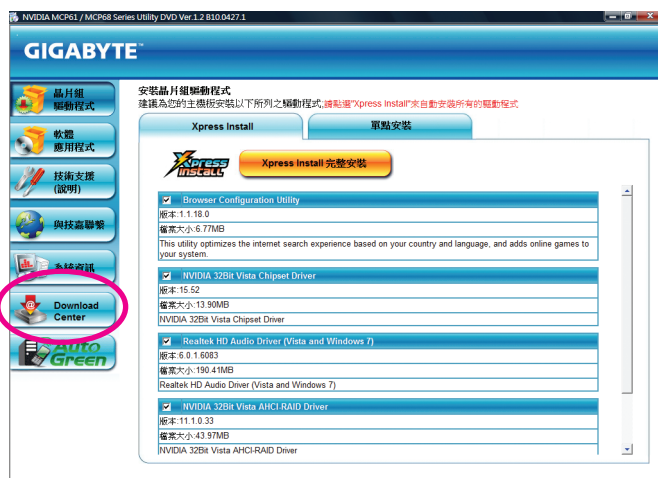 NVIDIA MCP61 / MCP68 Series Utility DVD Ver.1.2 B10.0427.1
GIGABYTE™
晶片組
驅動程式
軟體
應用程式
技術支援
(說明)
與技嘉聯繫
系統資訊
Download
Center
Auto
Green
安裝晶片組驅動程式
建議為您的主機板安裝以下所列之驅動程式;請點選"Xpress Install"來自動安裝所有的驅動程式
Xpress Install
單點安裝
Xpress
Install
Xpress Install 完整安裝
Browser Configuration Utility
版本:1.1.18.0
檔案大小:6.77MB
This utility optimizes the internet search experience based on your country and language, and adds online games to
your system.
NVIDIA 32Bit Vista Chipset Driver
版本:15.52
檔案大小:13.90MB
NVIDIA 32Bit Vista Chipset Driver
Realtek HD Audio Driver (Vista and Windows 7)
版本:6.0.1.6083
檔案大小:190.41MB
Realtek HD Audio Driver (Vista and Windows 7)
NVIDIA 32Bit Vista AHCI-RAID Driver
版本:11.1.0.33
檔案大小:43.97MB
NVIDIA 32Bit Vista AHCI-RAID Driver